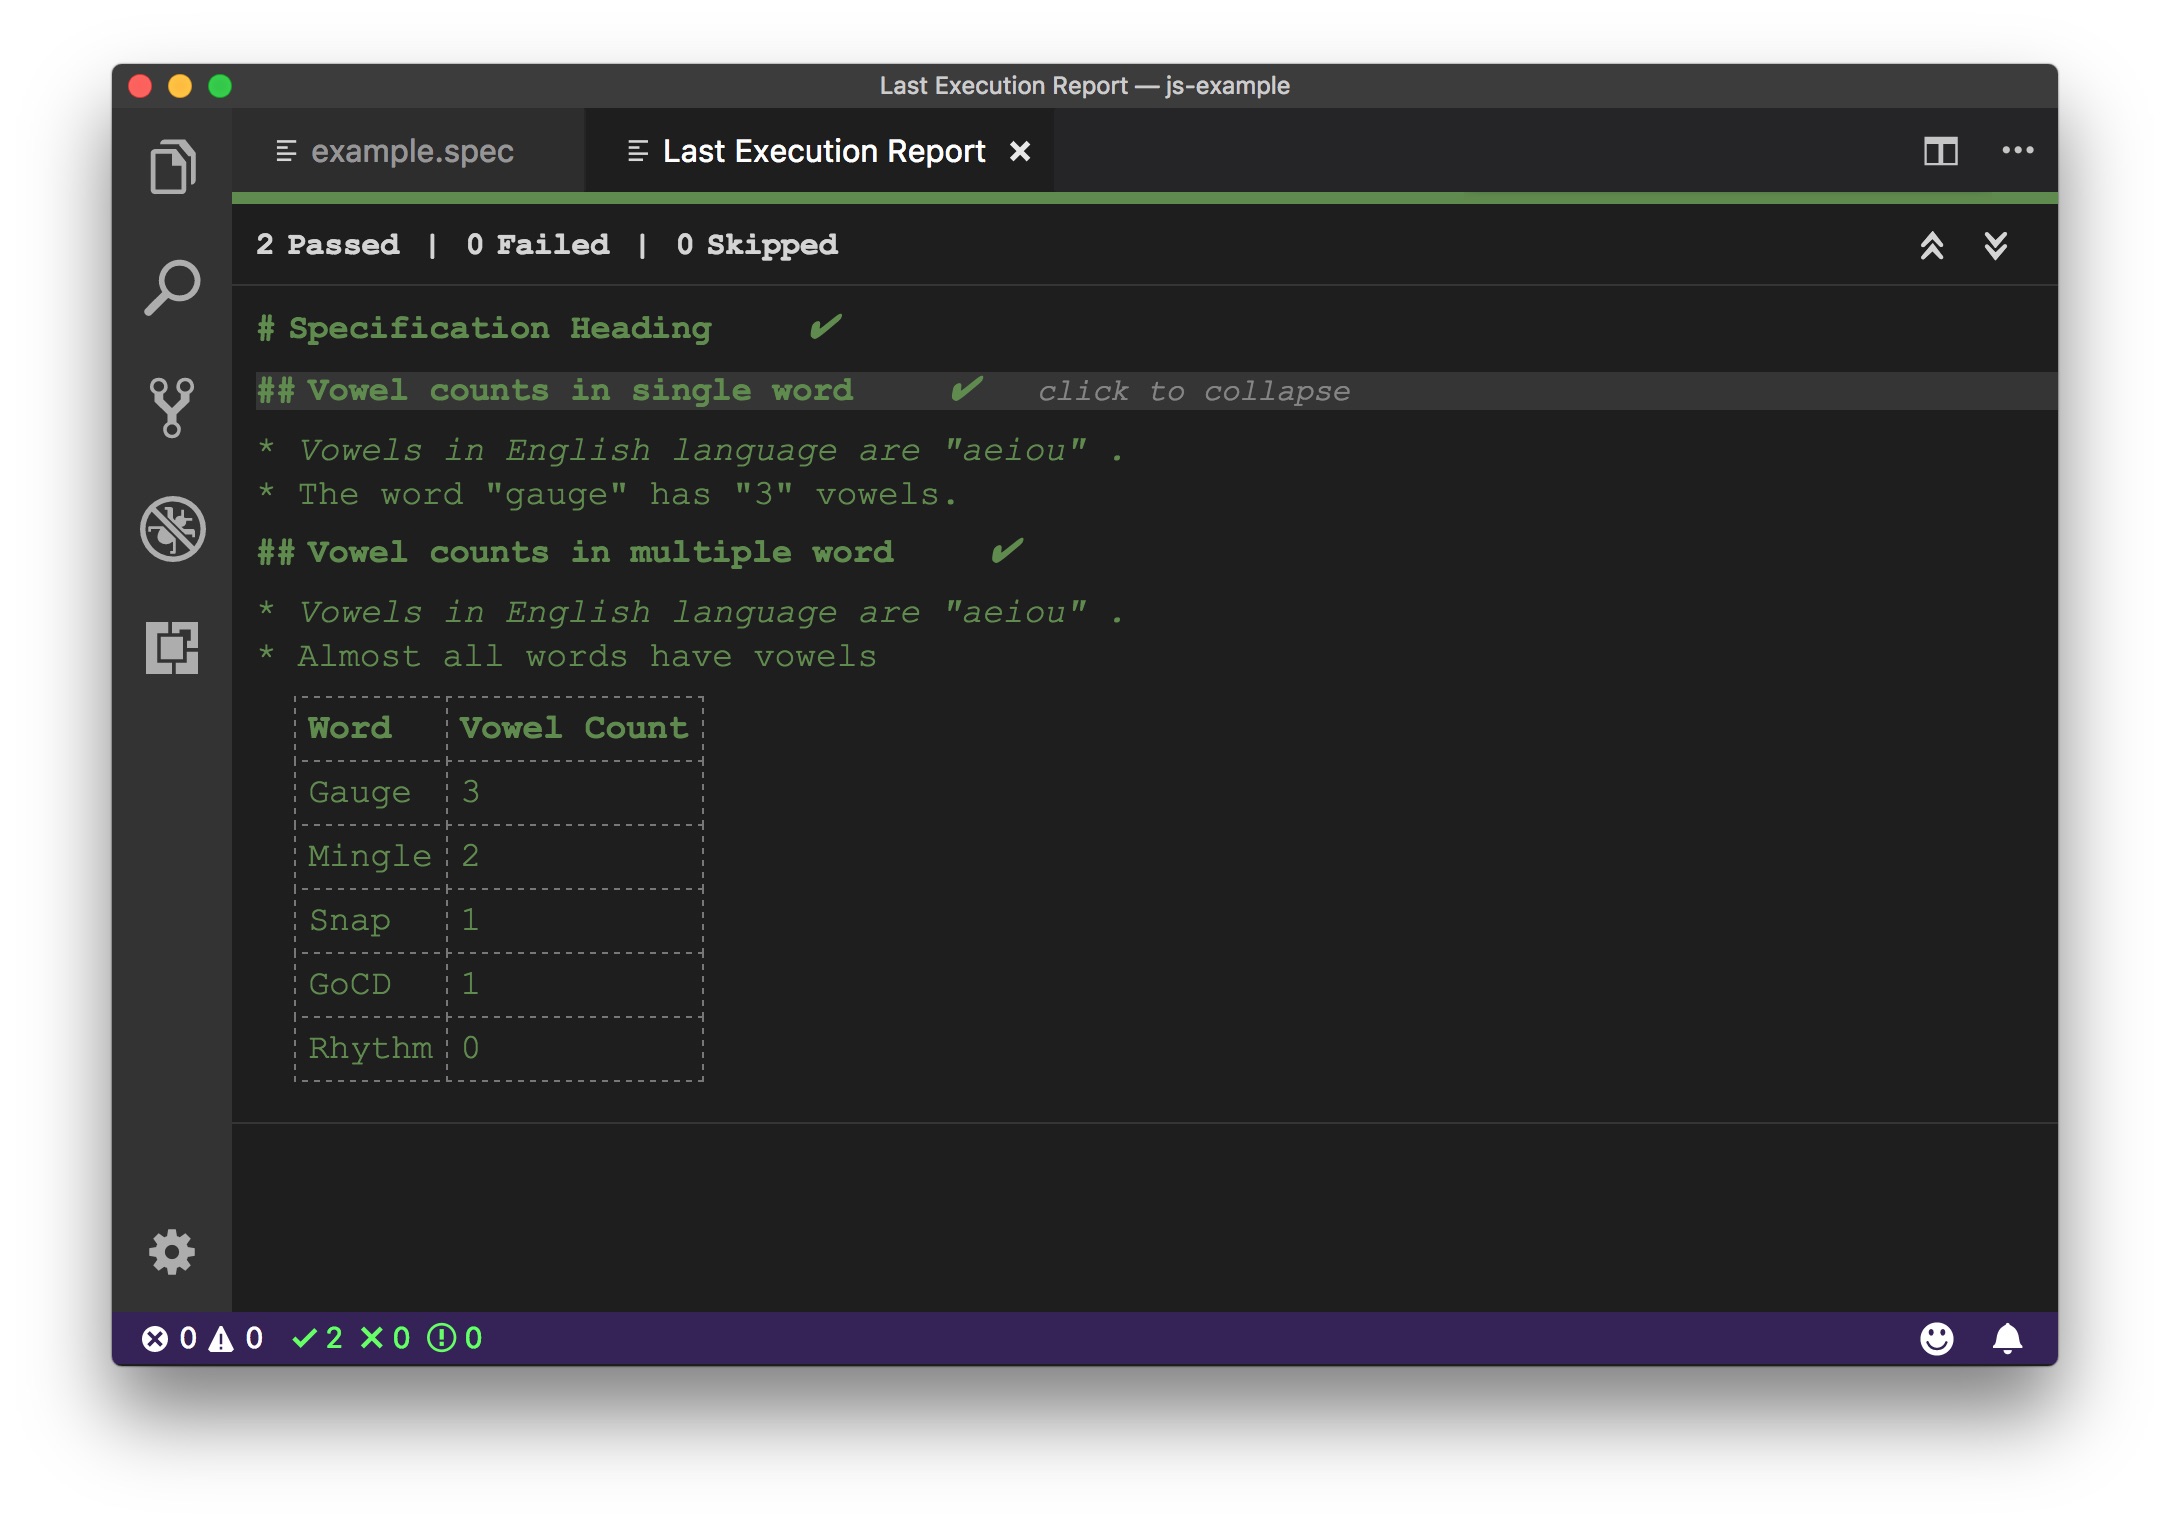 Last Execution Report — js-example
example.spec
Last Execution Report
2 Passed | 0 Failed | 0 Skipped
# Specification Heading ✔
## Vowel counts in single word ✔ click to collapse
* Vowels in English language are "aeiou" .
* The word "gauge" has "3" vowels.
## Vowel counts in multiple word ✔
* Vowels in English language are "aeiou" .
* Almost all words have vowels
Word Vowel Count
Gauge 3
Mingle 2
Snap 1
GoCD 1
Rhythm 0
0 0 2 0 0